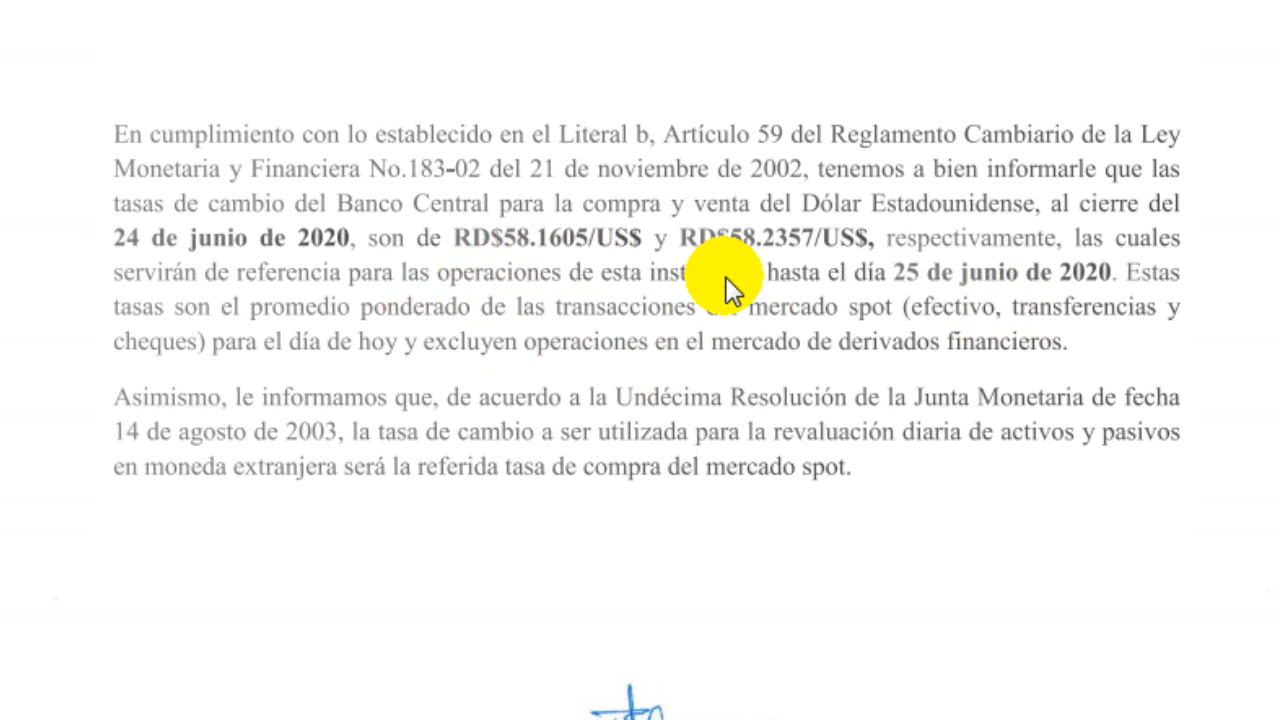 En cumplimiento con lo establecido en el Literal b, Artículo 59 del Reglamento Cambiario de la Ley
Monetaria y Financiera No.183-02 del 21 de noviembre de 2002, tenemos a bien informarle que las
tasas de cambio del Banco Central para la compra y venta del Dólar Estadounidense, al cierre del
24 de junio de 2020, son de RD$58.1605/US$ y RD$58.2357/US$, respectivamente, las cuales
servirán de referencia para las operaciones de esta hasta el día 25 de junio de 2020. Estas
tasas son el promedio ponderado de las transacciones mercado spot (efectivo, transferencias y
cheques) para el día de hoy y excluyen operaciones en el mercado de derivados financieros.
Asimismo, le informamos que, de acuerdo a la Undécima Resolución de la Junta Monetaria de fecha
14 de agosto de 2003, la tasa de cambio a ser utilizada para la revaluación diaria de activos y pasivos
en moneda extranjera será la referida tasa de compra del mercado spot.